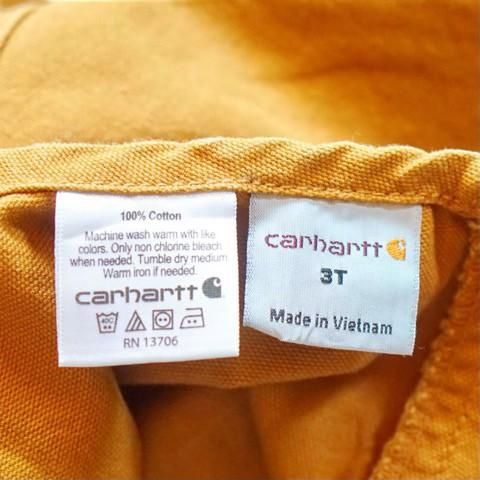 100% Cotton
Machine wash warm with like
colors. Only non chlorine bleach
when needed. Tumble dry medium
Warm iron if needed.
carhartt
40C
RN 13706
carhartt
3T
Made in Vietnam